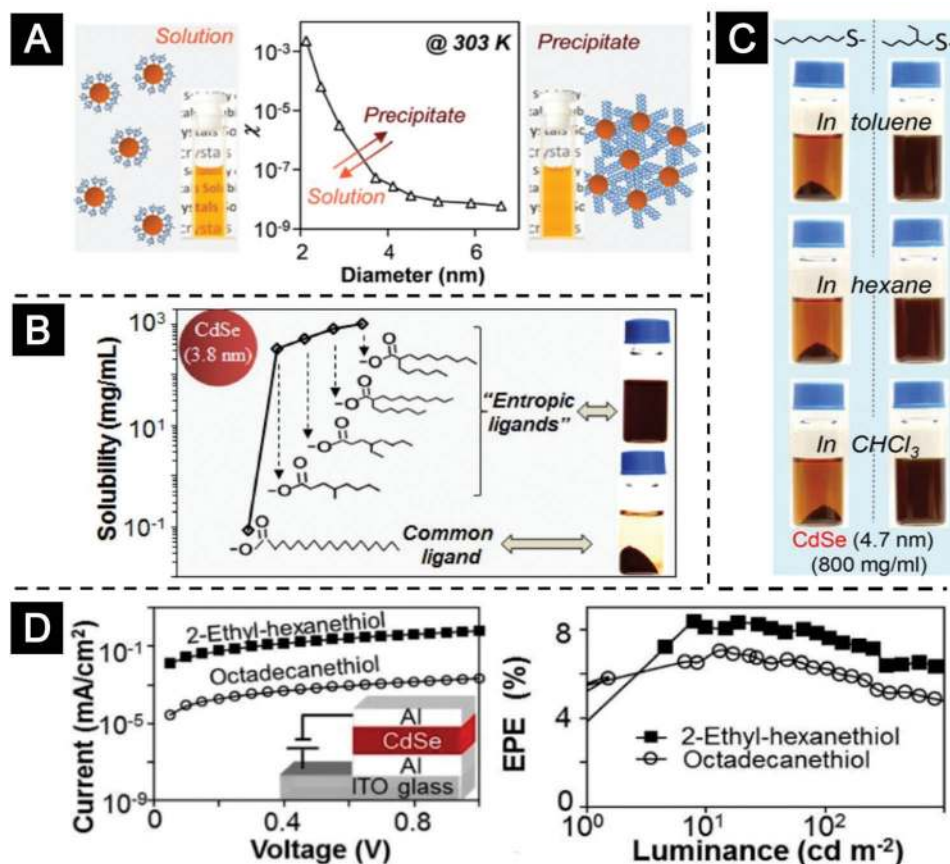 A
Solution
@ 303 K
Precipitate
10⁻³
10⁻⁵
10⁻⁷
10⁻⁹
χ
Precipitate
Solution
2
4
6
Diameter (nm)
crystals
B
Solubility (mg/mL)
10³
10¹
10⁻¹
CdSe
(3.8 nm)
O
-O
O
-O
O
-O
O
-O
O
-O
"Entropic
ligands"
Common
ligand
C
S-
S-
In toluene
In hexane
In CHCl₃
CdSe (4.7 nm)
(800 mg/ml)
D
Current (mA/cm²)
10⁻¹
10⁻⁵
10⁻⁹
2-Ethyl-hexanethiol
Octadecanethiol
Al
CdSe
Al
ITO glass
0
0.4
0.8
Voltage (V)
EPE (%)
8
4
0
2-Ethyl-hexanethiol
Octadecanethiol
10⁰
10¹
10²
Luminance (cd m⁻²)